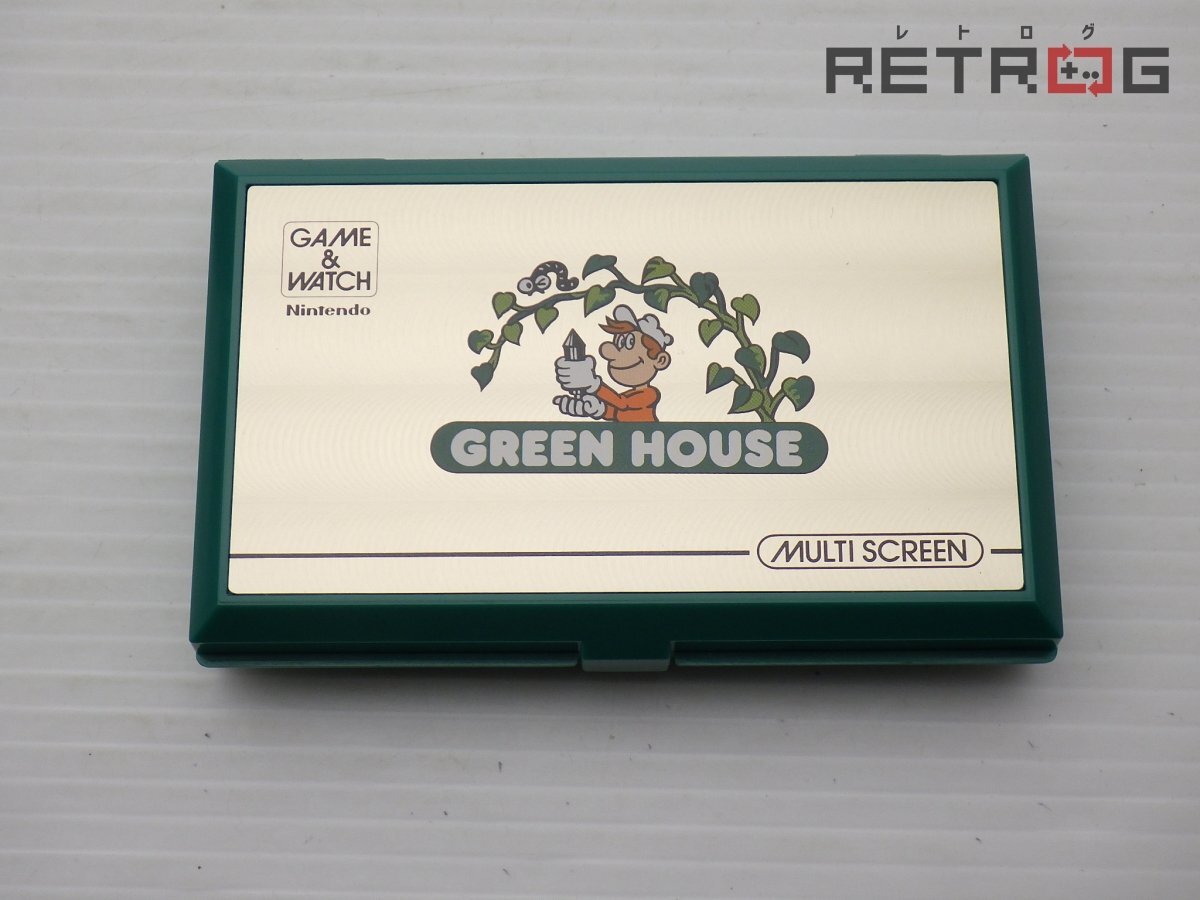 レトログ
RETROG
GAME
&
WATCH
Nintendo
GREEN HOUSE
MULTI SCREEN